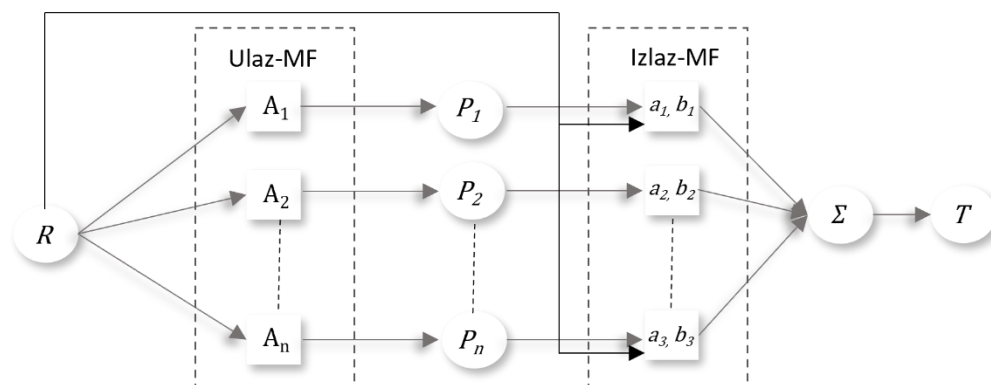 Ulaz-MF
Izlaz-MF
A₁
P₁
a₁, b₁
A₂
P₂
a₂, b₂
R
Σ
T
Aₙ
Pₙ
a₃, b₃